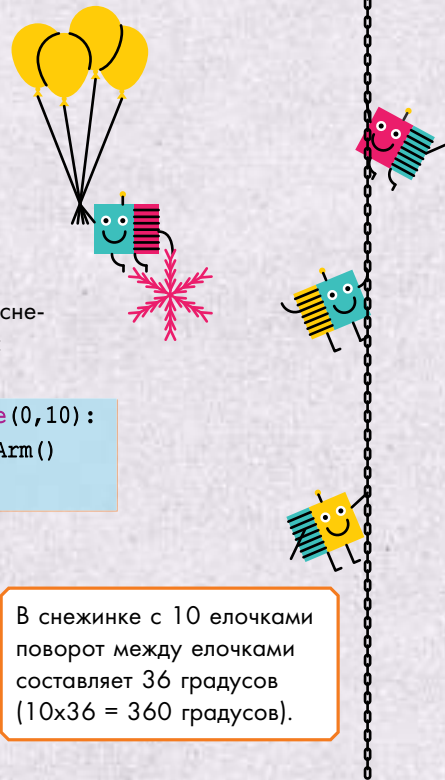 сне-
e(0,10):
Arm()
В снежинке с 10 елочками
поворот между елочками
составляет 36 градусов
(10x36 = 360 градусов).